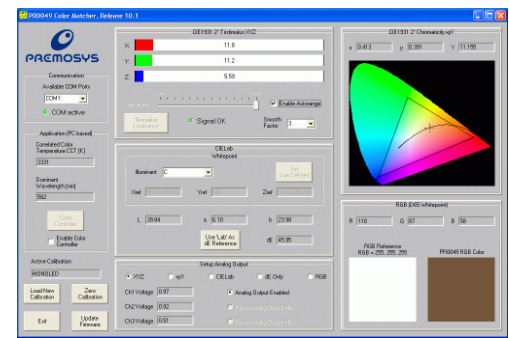 PR0049 Color Matcher, Release 10.1
PREMOSYS
Communication
Available COM Ports
COM1:
COM active
Application (PC based)
Correlated Color
Temperature CCT [K]
3331
Dominant
Wavelength [nm]
582
Color
Controller
Enable Color
Controller
Active Calibration
MONOLED
Load New
Calibration
Zero
Calibration
Exit
Update
Firmware
CIE1931 2° Tristimulus XYZ
X: 11.8
Y: 11.2
Z: 5.59
Enable Autorange
Normalize
Luminance
Signal OK
Smooth
Factor
CIELab
Whitepoint
Illuminant C
Set
User Defined
Xref
Yref
Zref
L 39.84
a 6.10
b 23.98
Use 'Lab' As
dE Reference
dE 45.95
Setup Analog Output
XYZ
xyY
CIELab
dE Only
RGB
Ch1 Voltage 0.97
Ch2 Voltage 0.92
Ch3 Voltage 0.51
Analog Output Enabled
CIE1931 2° Chromaticity xyY
x 0.413 y 0.391 Y 11.195
RGB (D65 Whitepoint)
R 118 G 87 B 58
RGB Reference
RGB = 255, 255, 255
PR0049 RGB Color